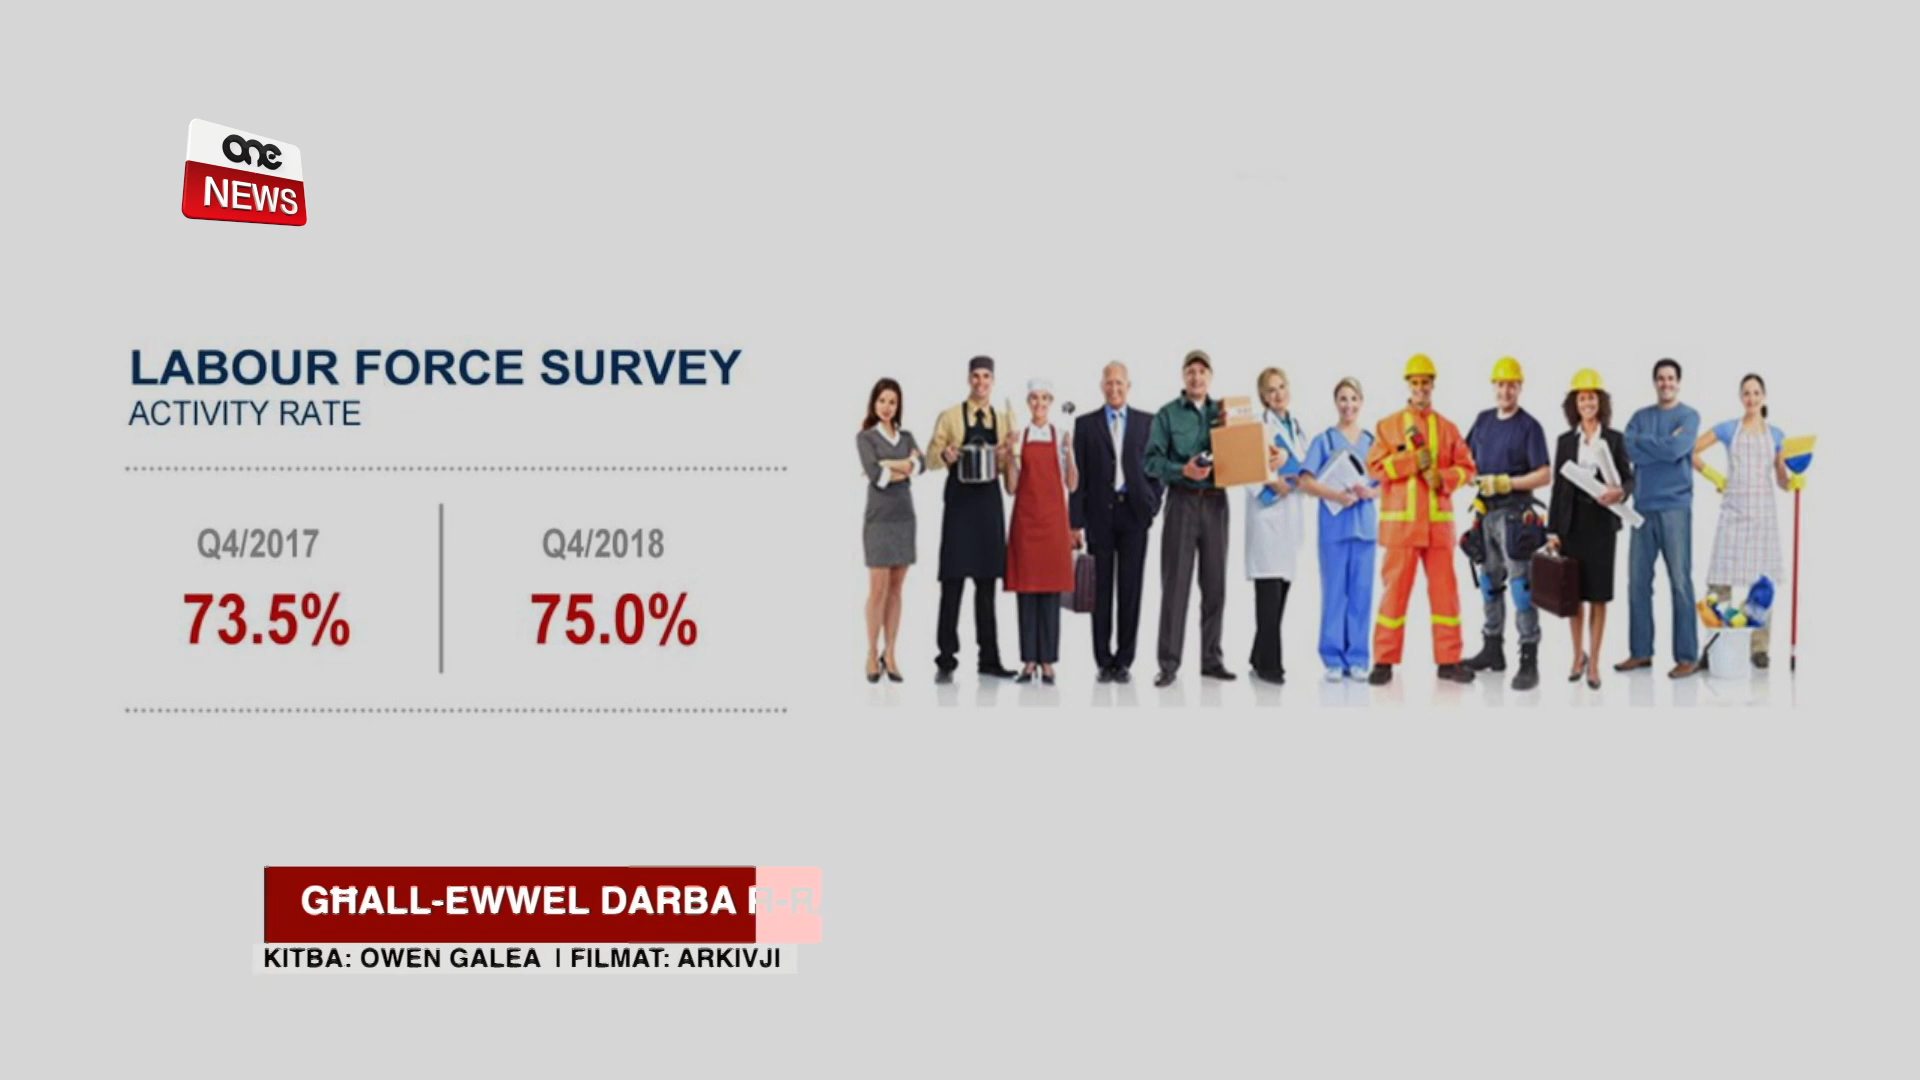 one
NEWS
LABOUR FORCE SURVEY
ACTIVITY RATE
Q4/2017
Q4/2018
73.5%
75.0%
GĦALL-EWWEL DARBA
KITBA: OWEN GALEA | FILMAT: ARKIVJI